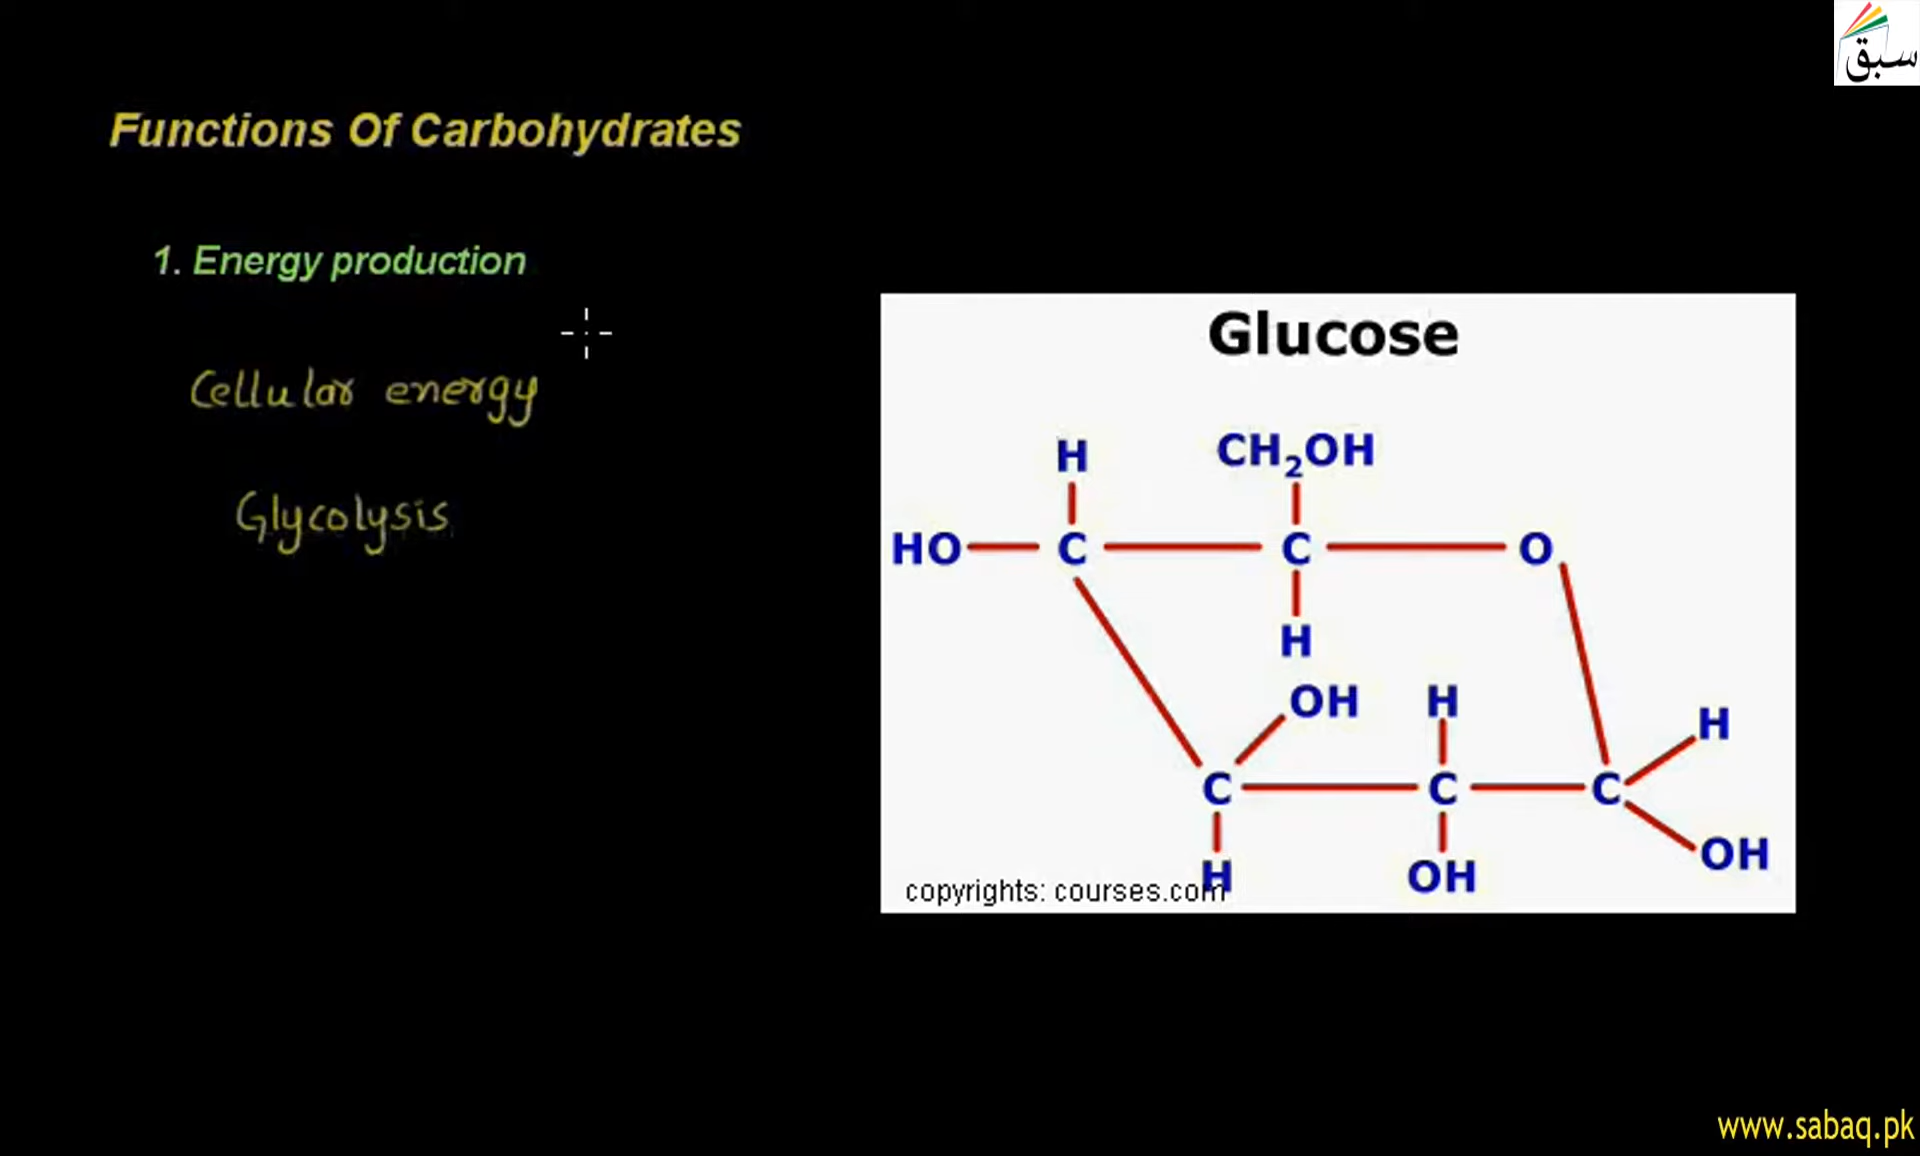 سبق
Functions Of Carbohydrates
1. Energy production
Cellular energy
Glycolysis
Glucose
H CH₂OH
HO C C O
H
OH H H
C C C
H OH OH
copyrights: courses.com
www.sabaq.pk